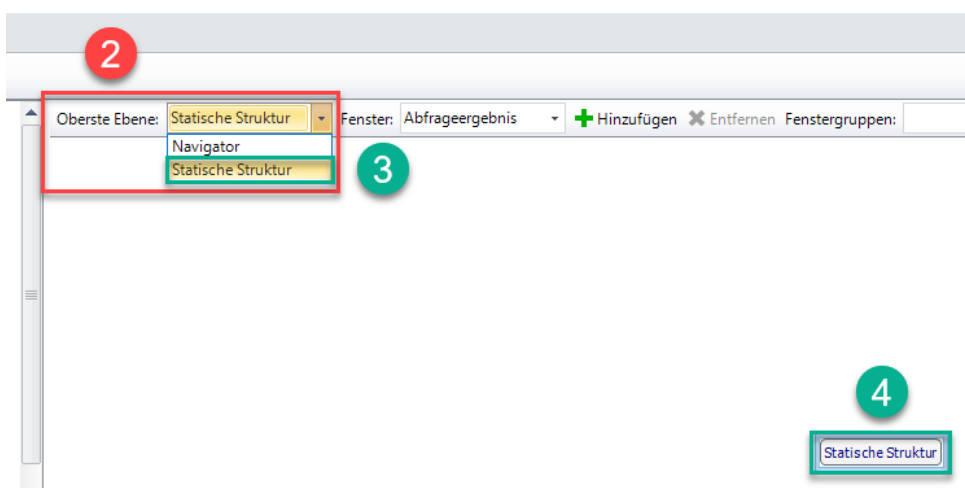 2
Oberste Ebene: Statische Struktur Fenster: Abfrageergebnis Hinzufügen Entfernen Fenstergruppen:
Navigator
Statische Struktur
3
4
Statische Struktur